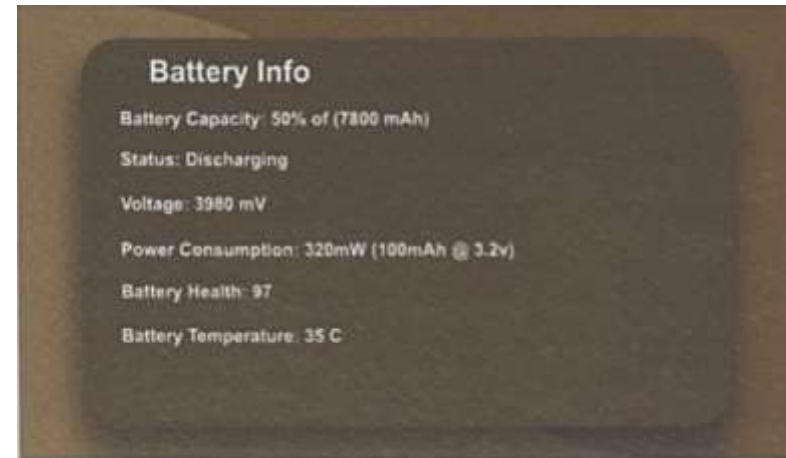 Battery Info
Battery Capacity: 50% of (7800 mAh)
Status: Discharging
Voltage: 3980 mV
Power Consumption: 320mW (100mAh @ 3.2v)
Battery Health: 97
Battery Temperature: 35 C